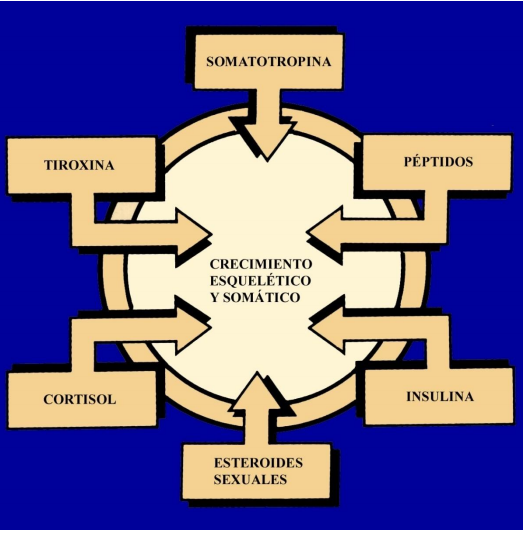 SOMATOTROPINA
TIROXINA
PÉPTIDOS
CRECIMIENTO
ESQUELÉTICO
Y SOMÁTICO
CORTISOL
INSULINA
ESTEROIDES
SEXUALES